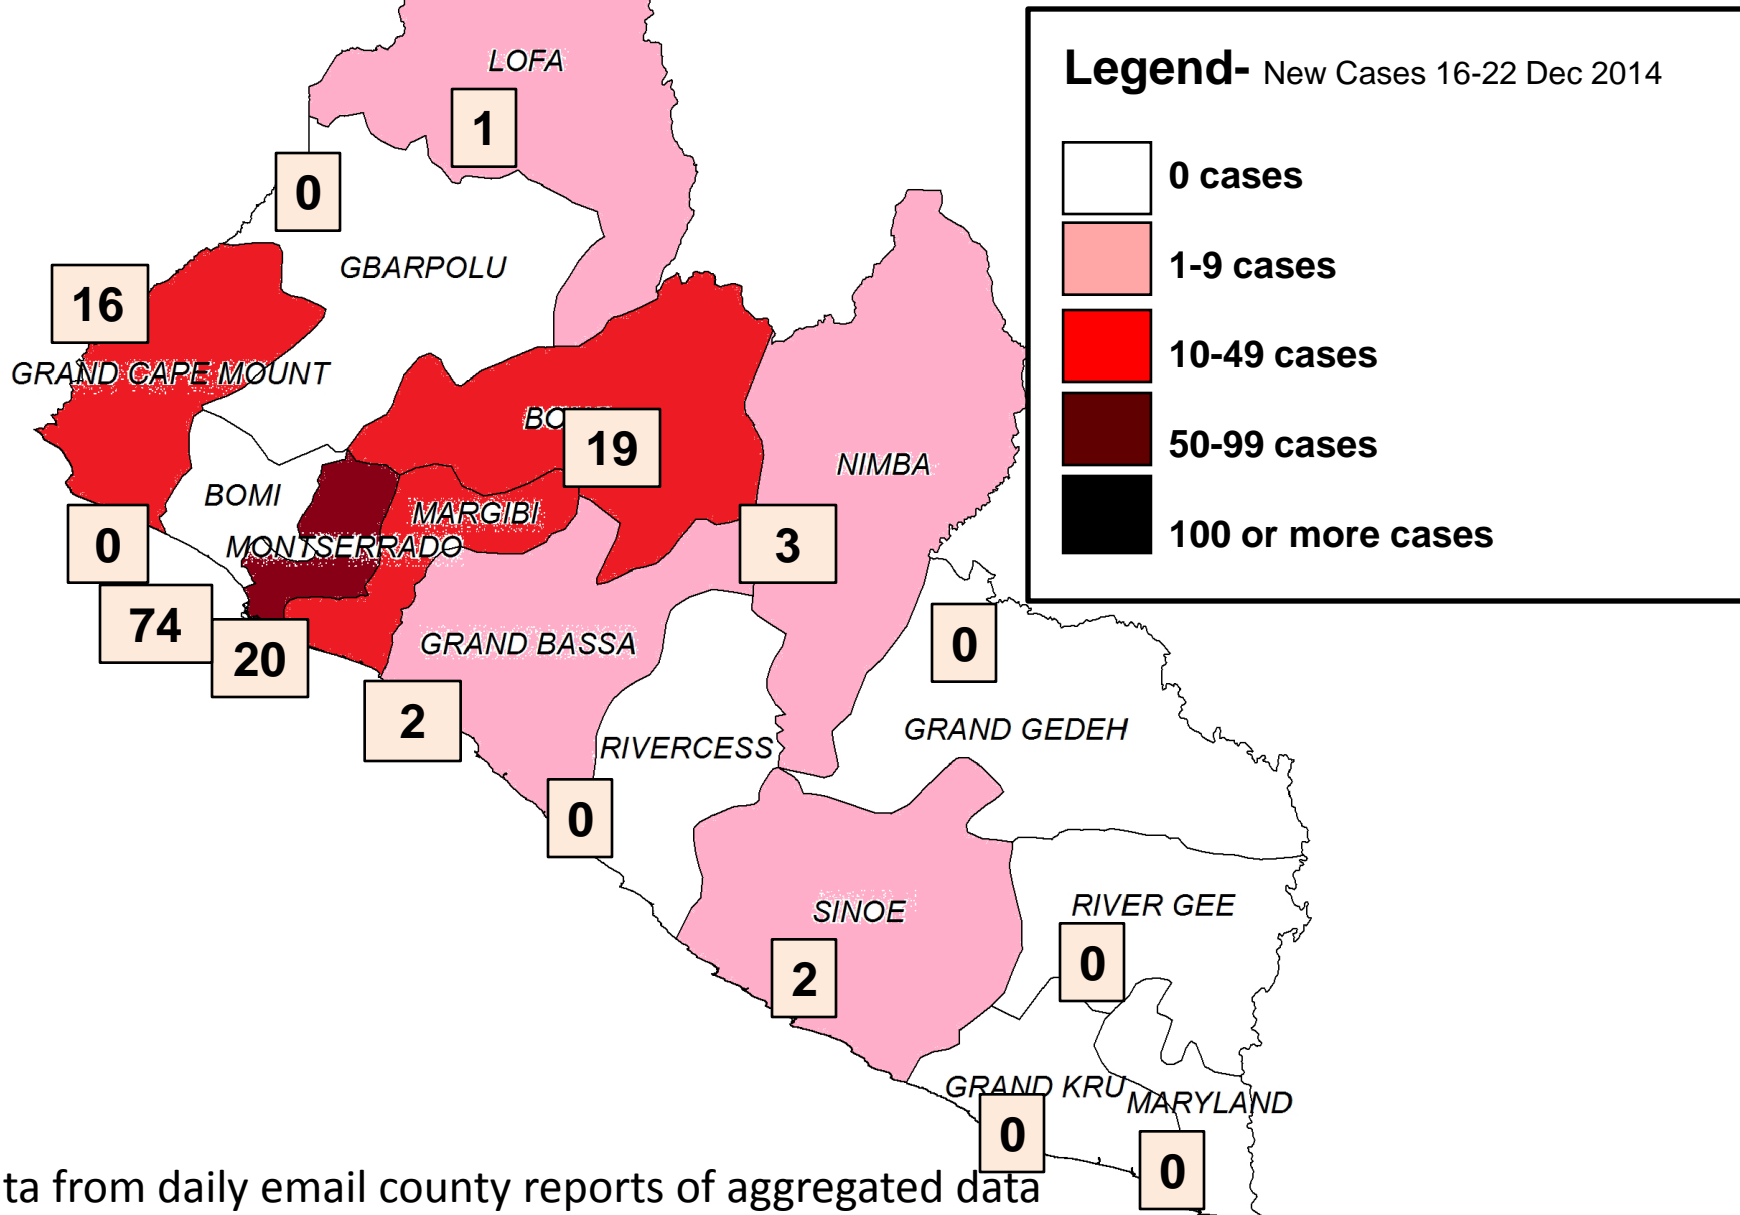 LOFA
1
0
GBARPOLU
16
GRAND CAPE MOUNT
19
NIMBA
BOMI
MARGIBI
MONTSERRADO
0
3
74
20
GRAND BASSA
0
2
GRAND GEDEH
RIVERCESS
0
SINOE
RIVER GEE
2
0
GRAND KRU
MARYLAND
0
0
Legend- New Cases 16-22 Dec 2014
0 cases
1-9 cases
10-49 cases
50-99 cases
100 or more cases
ta from daily email county reports of aggregated data